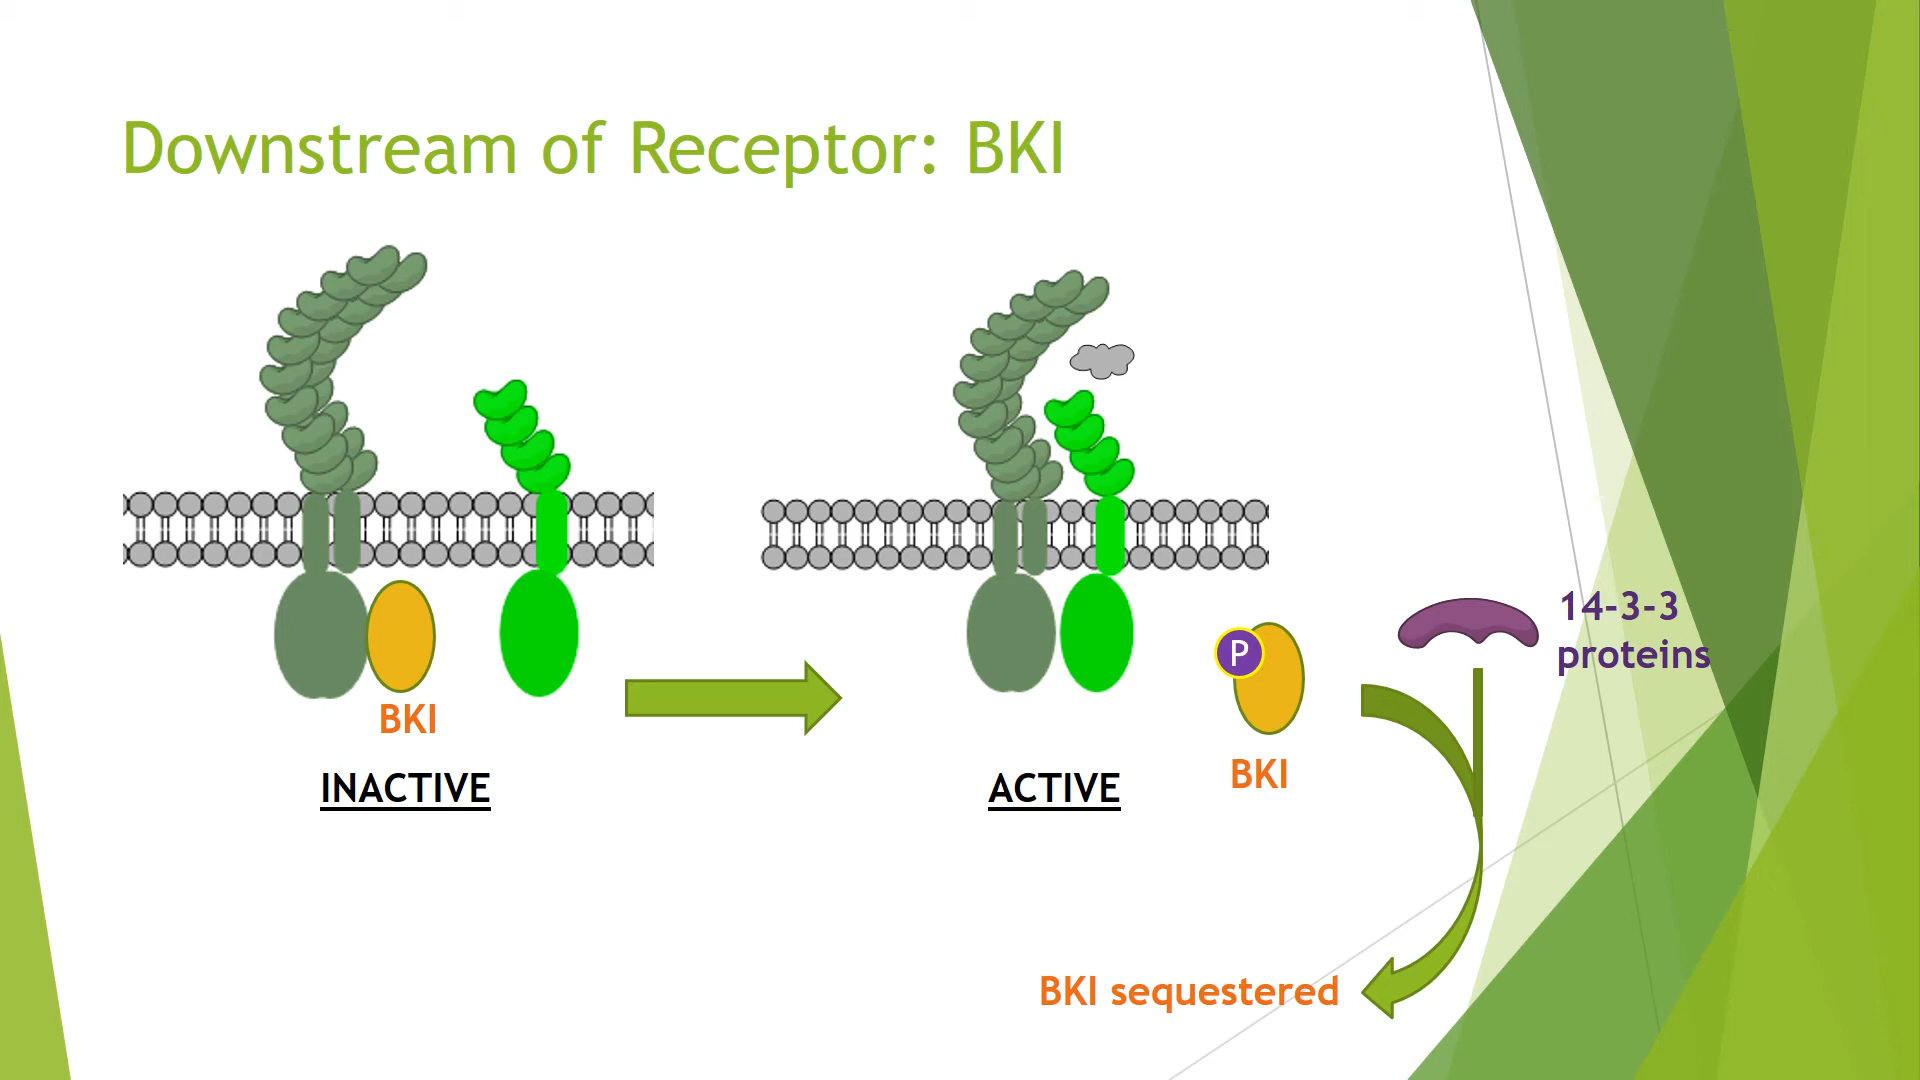 Downstream of Receptor: BKI
BKI
INACTIVE
ACTIVE
P
BKI
14-3-3
proteins
BKI sequestered